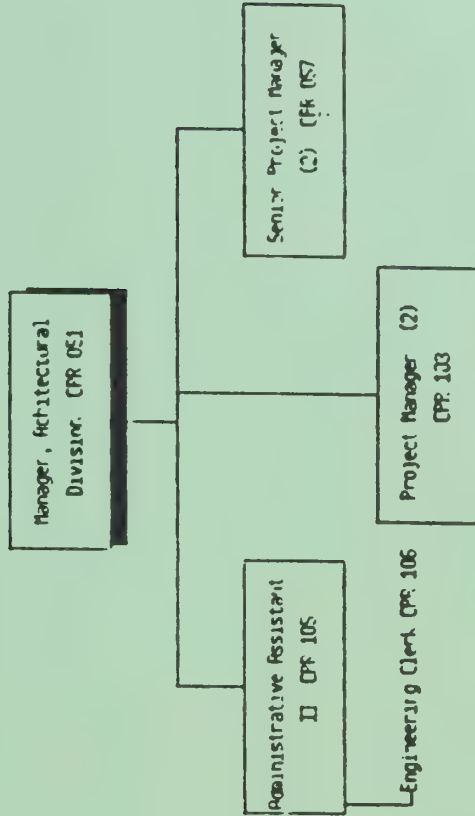 Manager, Achitectural
Division. CPR 051
Administrative Assistant
II CPR 105
Engineering Clerk CPR 106
Project Manager (2)
CPR 103
Senior Project Manager
(2) CPR 057